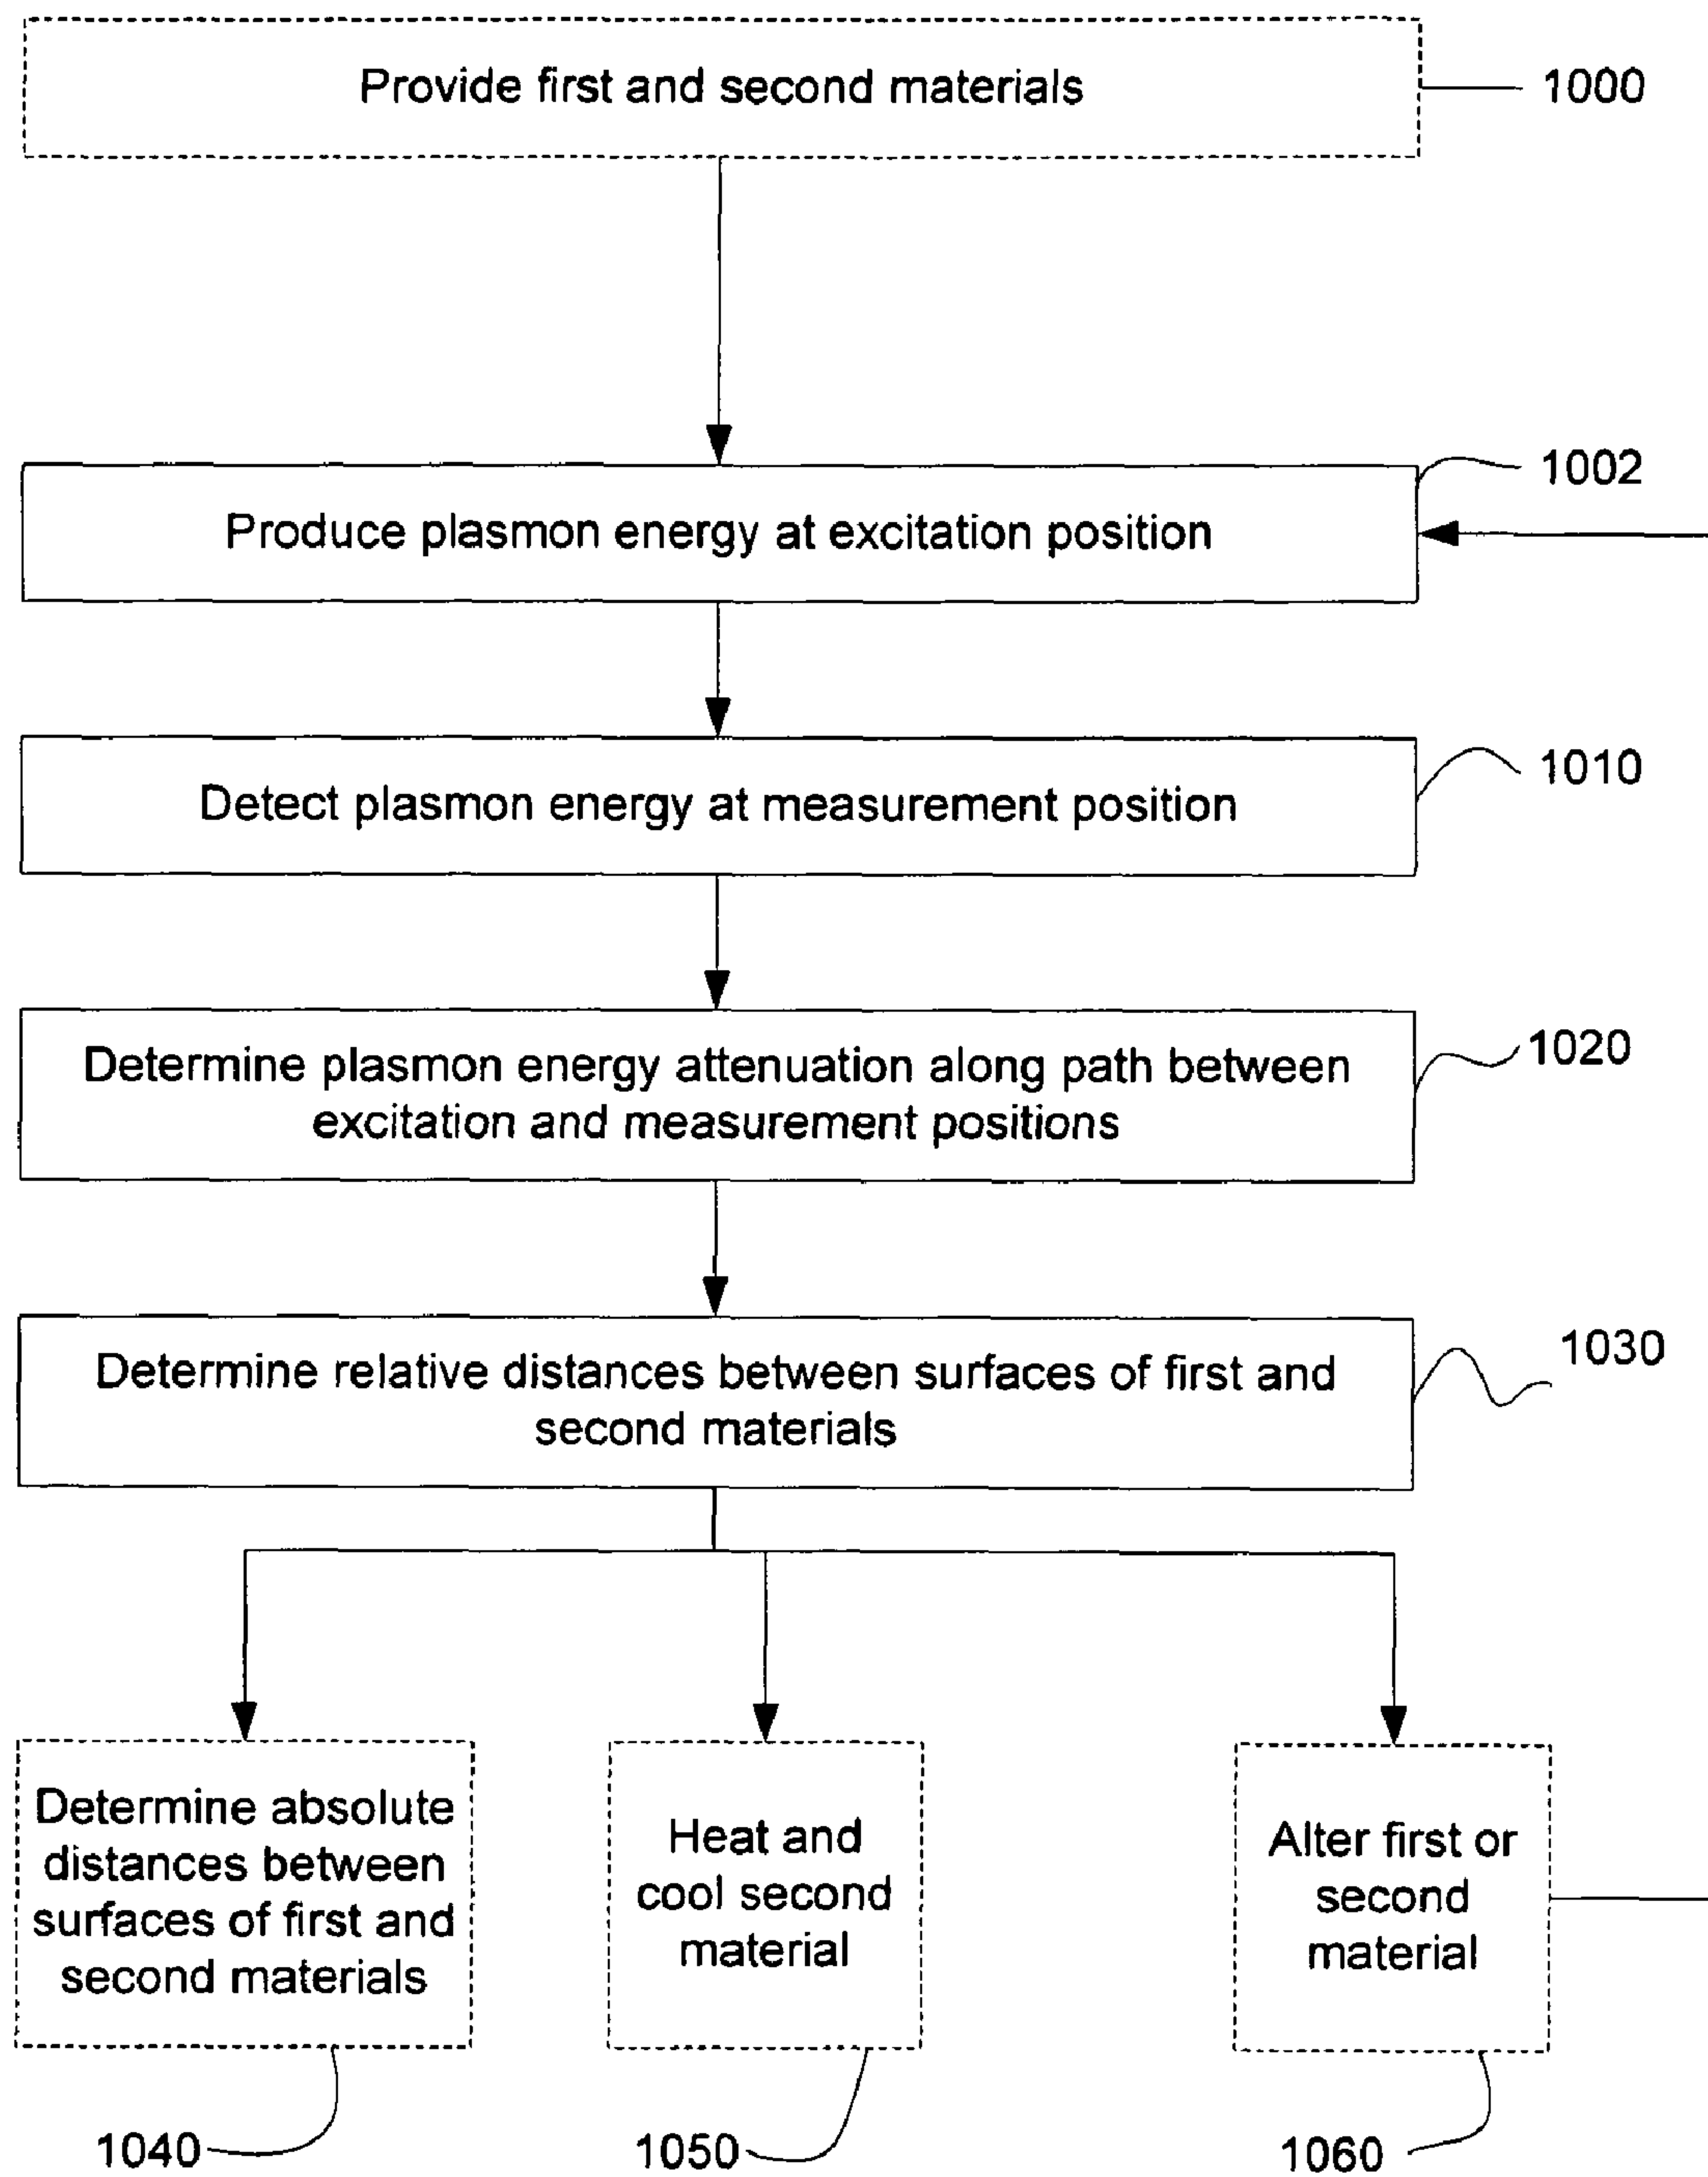 Provide first and second materials
1000
1002
Produce plasmon energy at excitation position
1010
Detect plasmon energy at measurement position
1020
Determine plasmon energy attenuation along path between
excitation and measurement positions
1030
Determine relative distances between surfaces of first and
second materials
Determine absolute
distances between
surfaces of first and
second materials
Heat and
cool second
material
Alter first or
second
material
1040
1050
1060